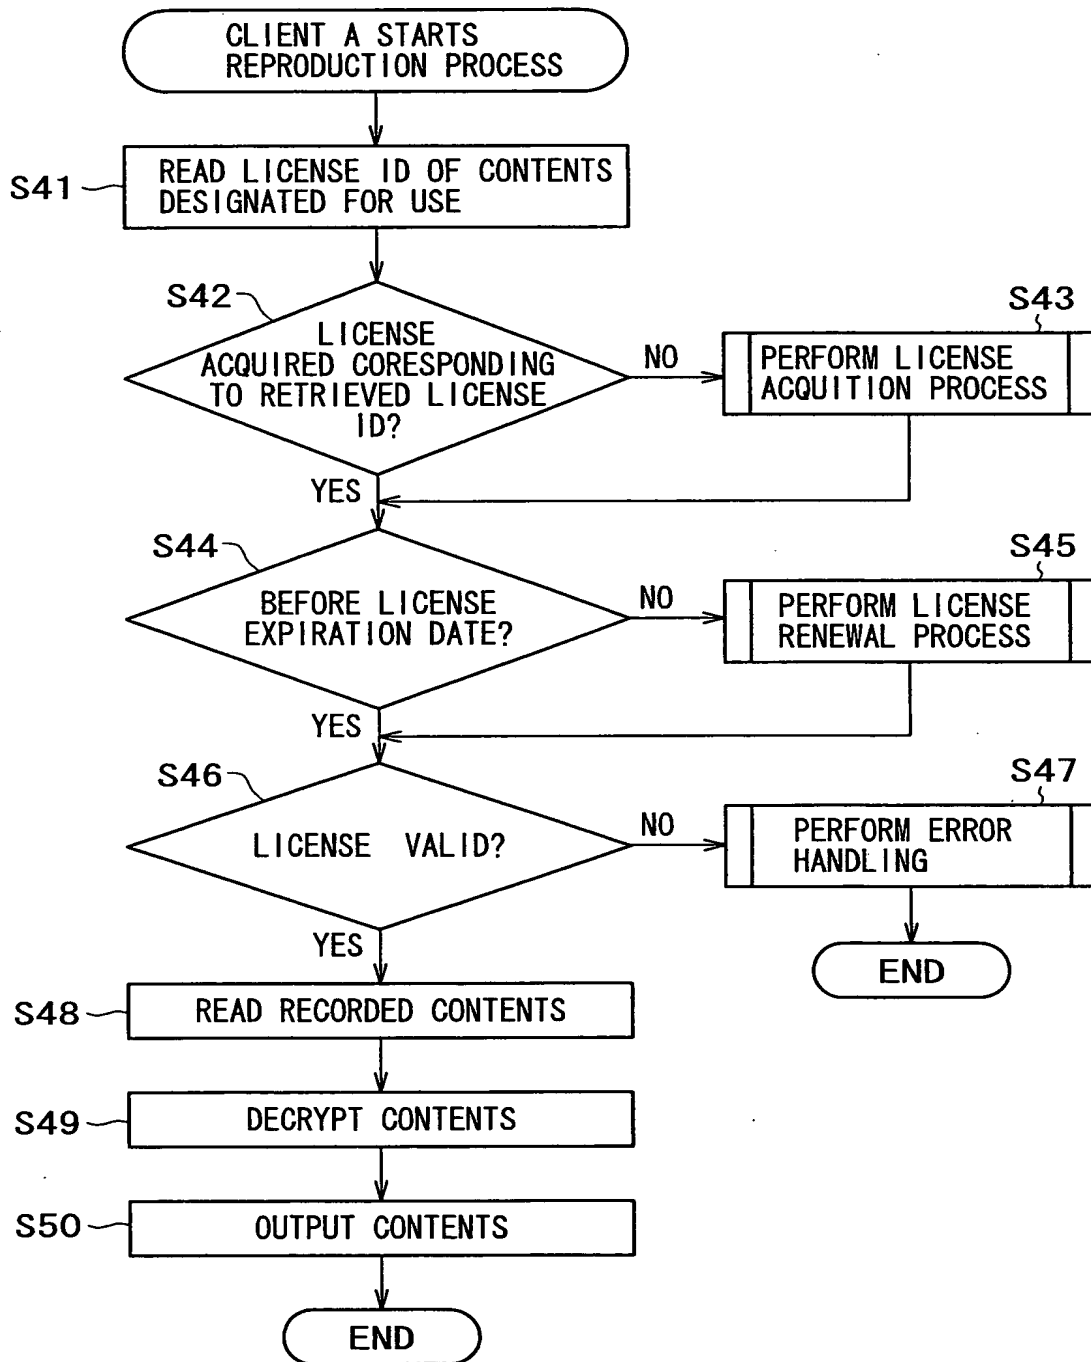 CLIENT A STARTS
REPRODUCTION PROCESS
S41
READ LICENSE ID OF CONTENTS
DESIGNATED FOR USE
S42
LICENSE
ACQUIRED CORESPONDING
TO RETRIEVED LICENSE
ID?
NO
S43
PERFORM LICENSE
ACQUITION PROCESS
YES
S44
BEFORE LICENSE
EXPIRATION DATE?
NO
S45
PERFORM LICENSE
RENEWAL PROCESS
YES
S46
LICENSE VALID?
NO
S47
PERFORM ERROR
HANDLING
END
YES
S48
READ RECORDED CONTENTS
S49
DECRYPT CONTENTS
S50
OUTPUT CONTENTS
END